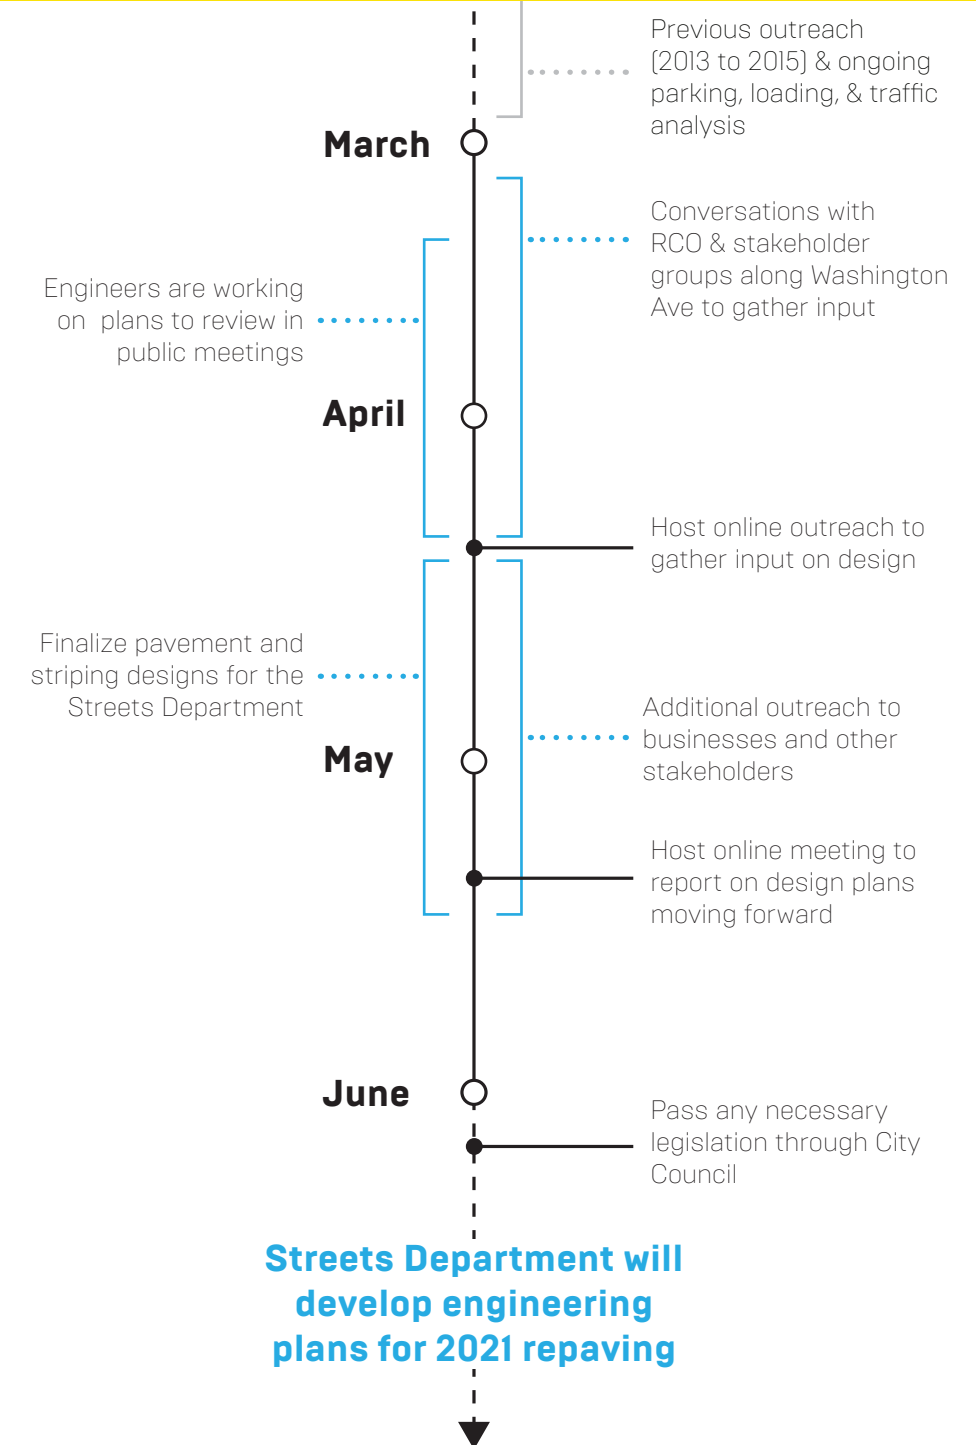 Previous outreach
(2013 to 2015) & ongoing
parking, loading, & traffic
analysis
March
Conversations with
RCO & stakeholder
groups along Washington
Ave to gather input
Engineers are working
on plans to review in
public meetings
April
Host online outreach to
gather input on design
Finalize pavement and
striping designs for the
Streets Department
Additional outreach to
businesses and other
stakeholders
May
Host online meeting to
report on design plans
moving forward
June
Pass any necessary
legislation through City
Council
Streets Department will
develop engineering
plans for 2021 repaving